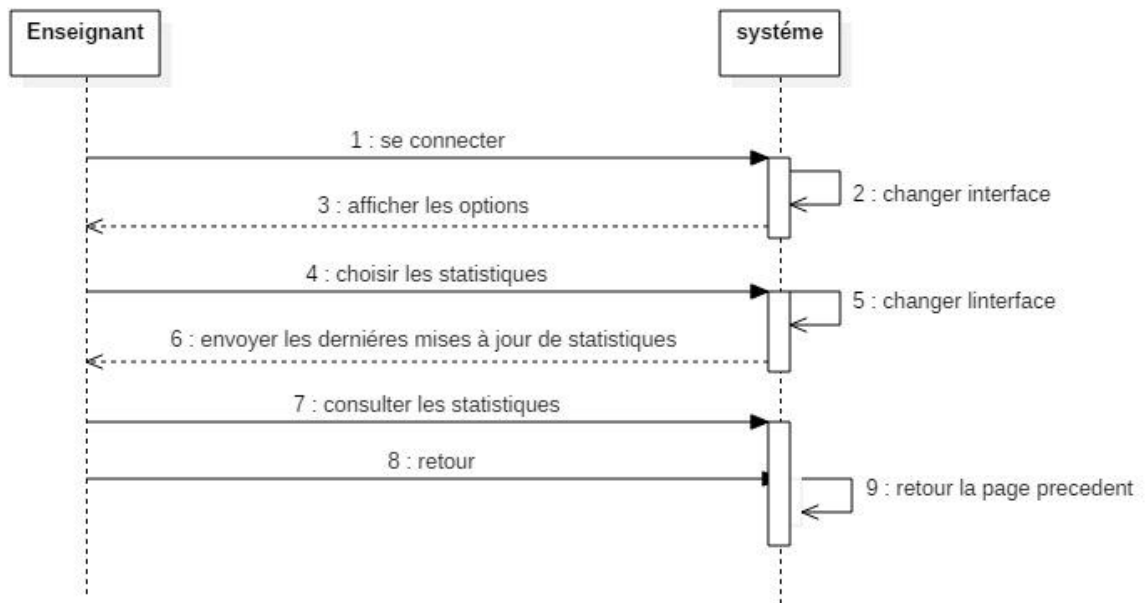 Enseignant
systéme
1 : se connecter
2 : changer interface
3 : afficher les options
4 : choisir les statistiques
5 : changer linterface
6 : envoyer les derniéres mises à jour de statistiques
7 : consulter les statistiques
8 : retour
9 : retour la page precedent